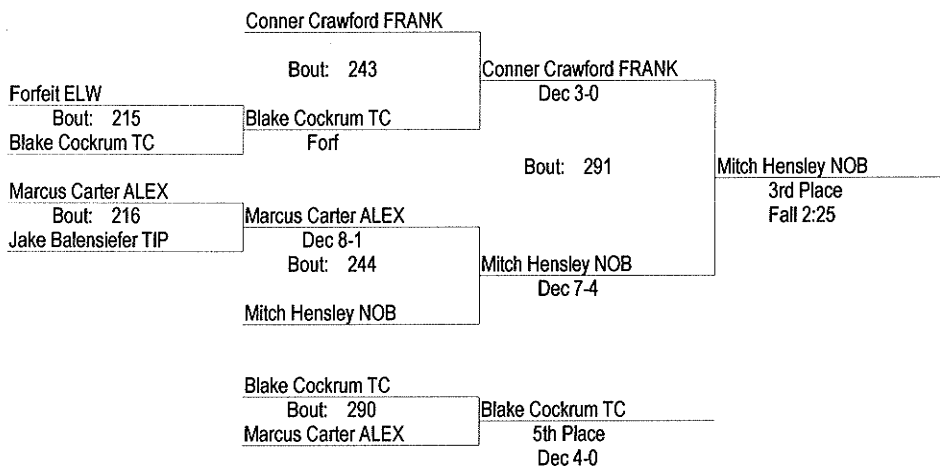 Conner Crawford FRANK
Bout: 243
Conner Crawford FRANK
Dec 3-0
Forfeit ELW
Bout: 215
Blake Cockrum TC
Blake Cockrum TC
Forf
Bout: 291
Mitch Hensley NOB
3rd Place
Fall 2:25
Marcus Carter ALEX
Bout: 216
Jake Balensiefer TIP
Marcus Carter ALEX
Dec 8-1
Bout: 244
Mitch Hensley NOB
Dec 7-4
Mitch Hensley NOB
Blake Cockrum TC
Bout: 290
Marcus Carter ALEX
Blake Cockrum TC
5th Place
Dec 4-0